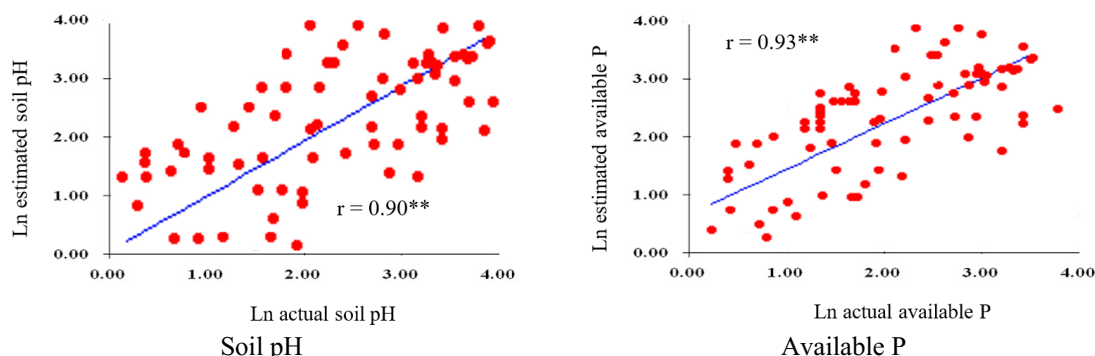 4.00
3.00
2.00
1.00
0.00
Ln estimated soil pH
r = 0.90**
0.00 1.00 2.00 3.00 4.00
Ln actual soil pH
Soil pH
4.00
3.00
2.00
1.00
0.00
Ln estimated available P
r = 0.93**
0.00 1.00 2.00 3.00 4.00
Ln actual available P
Available P